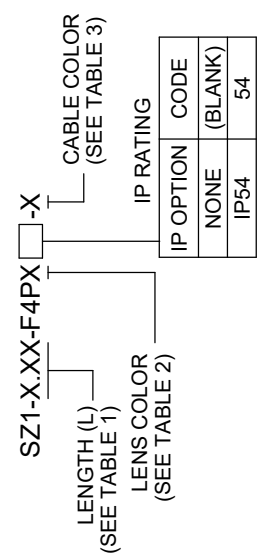 SZ1-X.XX-F4PX -X
LENGTH (L)
(SEE TABLE 1)
LENS COLOR
(SEE TABLE 2)
CABLE COLOR
(SEE TABLE 3)
IP RATING
IP OPTION CODE
NONE (BLANK)
IP54 54